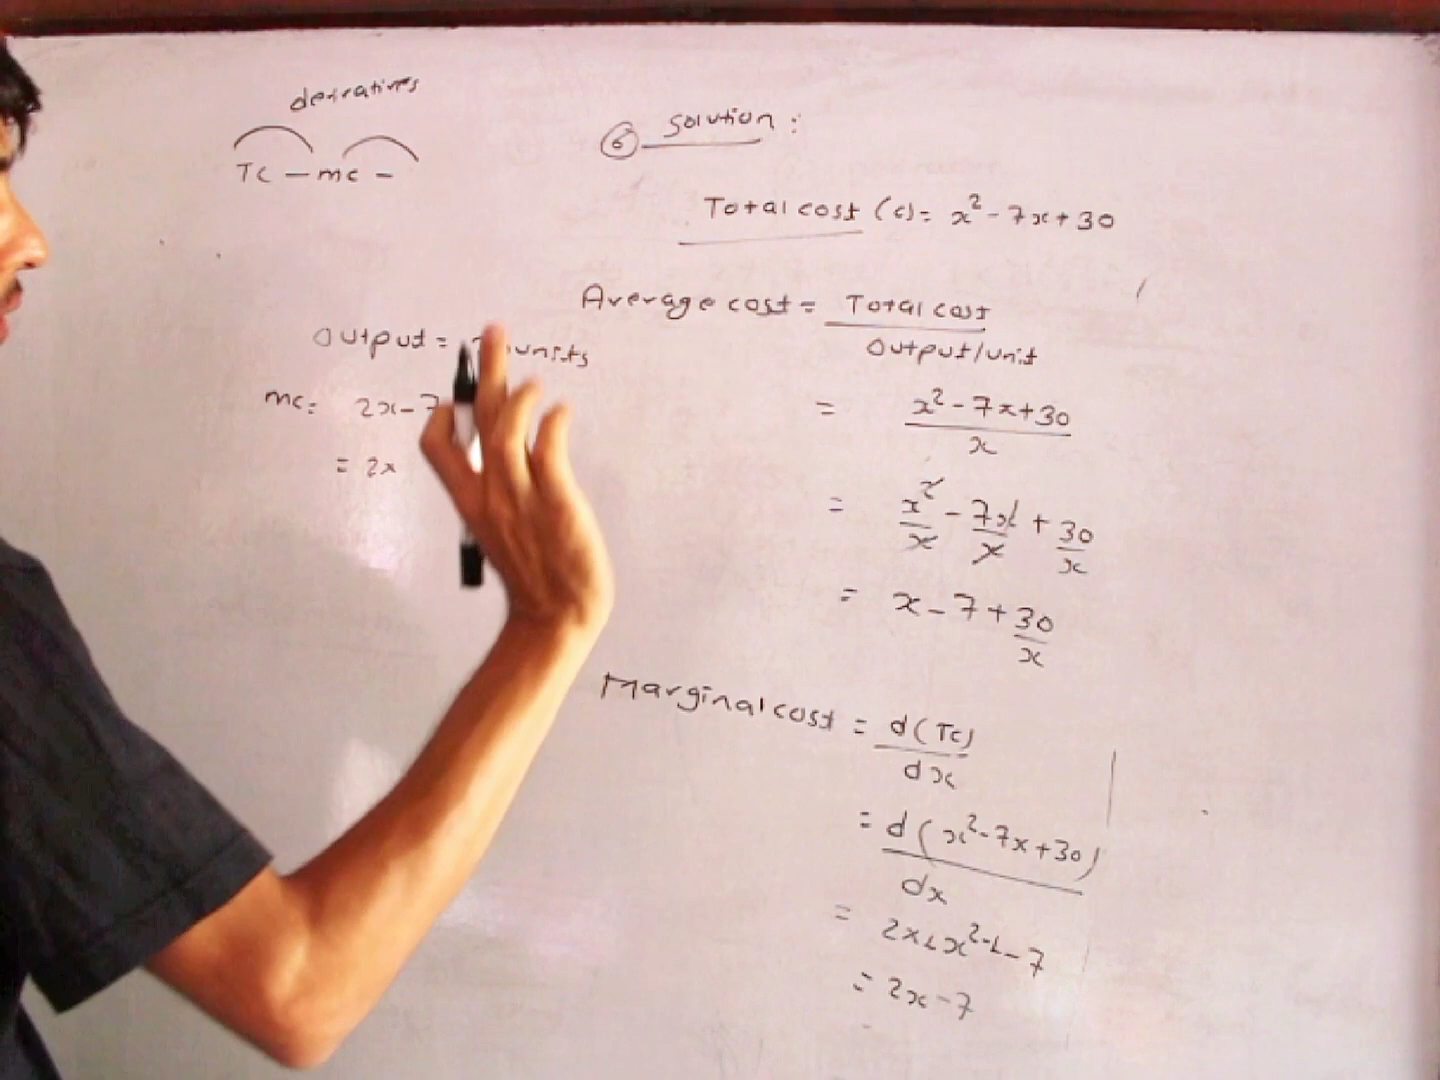 derivatives
TC — mc –
Output = units
mc = 2x-7
= 2x
6 Solution :
Total cost (c) = x² - 7x + 30
Average cost = Total cost
Output/unit
= x² - 7x + 30
x
= x² - 7x + 30
x x x
= x - 7 + 30
x
Marginal cost = d(TC)
dx
= d(x² - 7x + 30)
dx
= 2x x²⁻¹ - 7
= 2x - 7